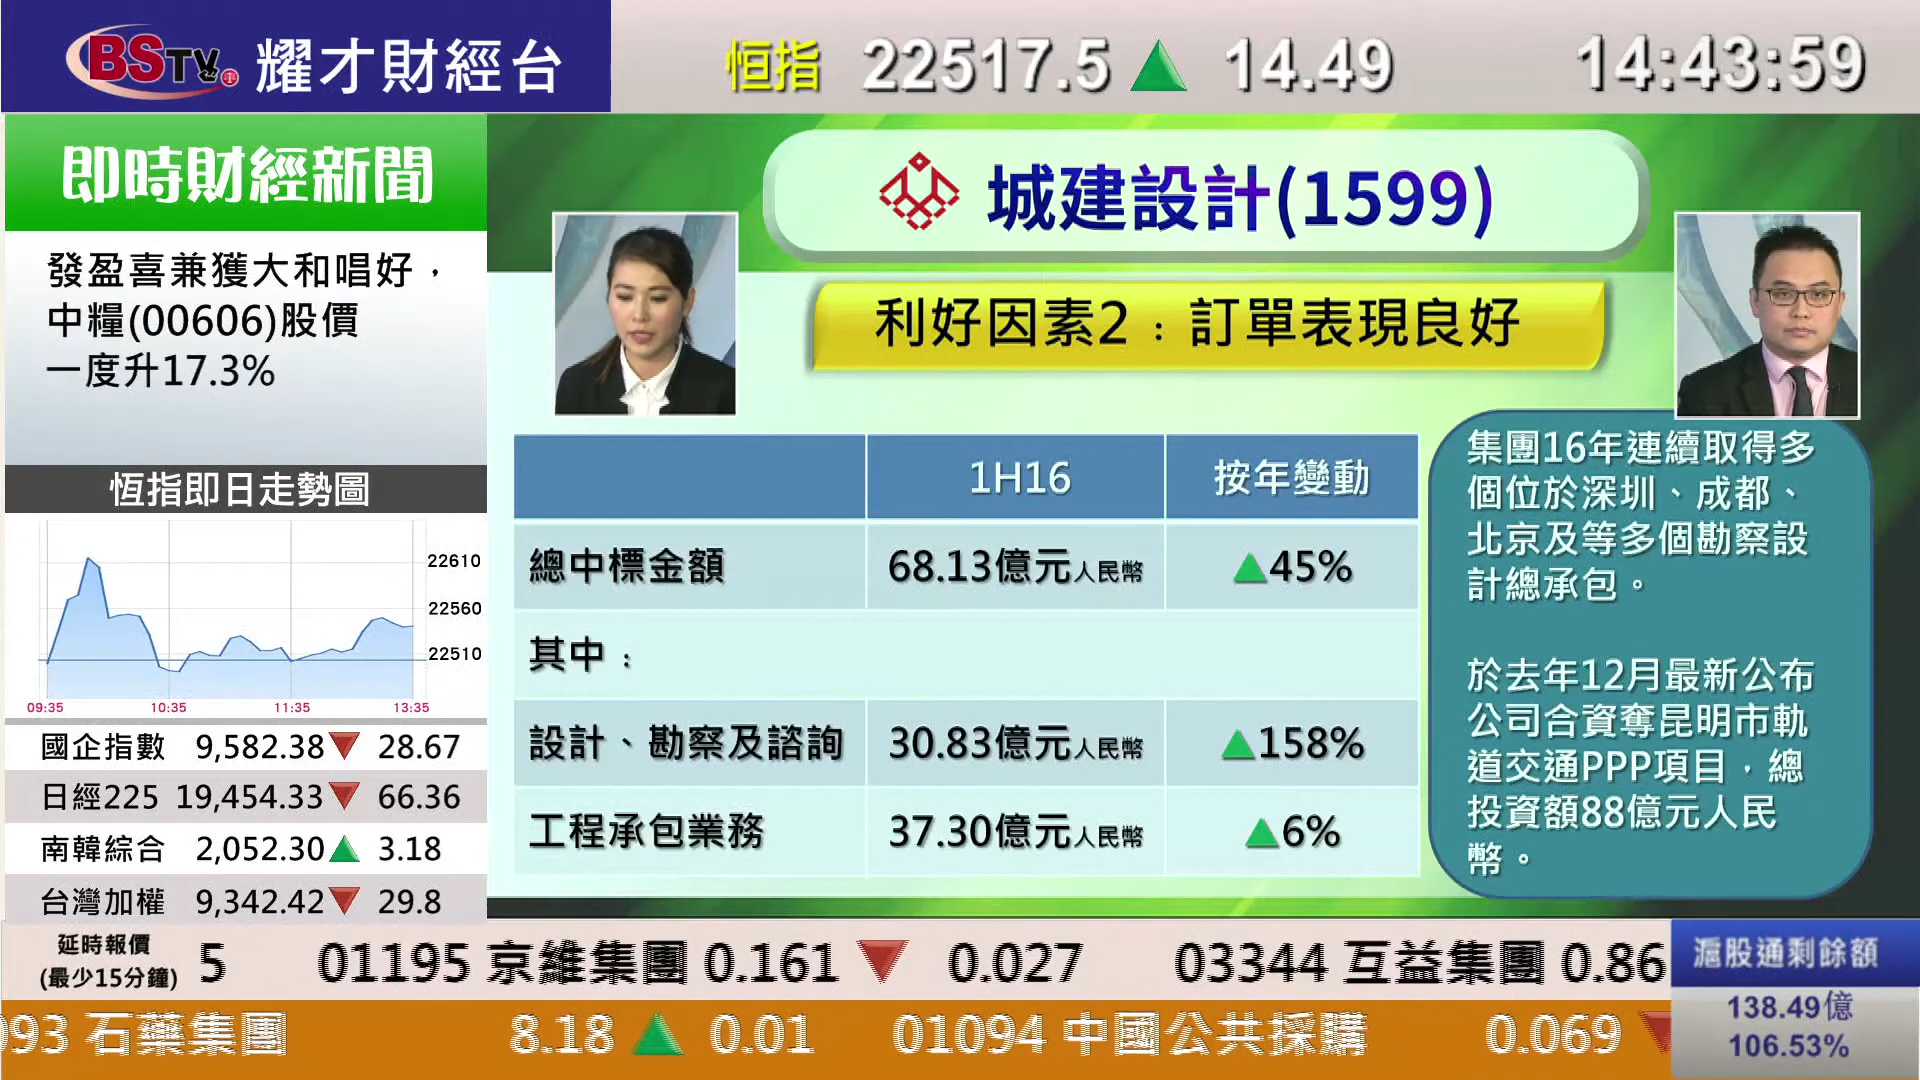 BSTV 耀才財經台
恒指 22517.5 ▲ 14.49
14:43:59
即時財經新聞
發盈喜兼獲大和唱好，
中糧(00606)股價
一度升17.3%
恆指即日走勢圖
22610
22560
22510
09:35 10:35 11:35 13:35
國企指數 9,582.38 ▼ 28.67
日經225 19,454.33 ▼ 66.36
南韓綜合 2,052.30 ▲ 3.18
台灣加權 9,342.42 ▼ 29.8
城建設計(1599)
利好因素2：訂單表現良好
1H16 按年變動
總中標金額 68.13億元人民幣 ▲45%
其中：
設計、勘察及諮詢 30.83億元人民幣 ▲158%
工程承包業務 37.30億元人民幣 ▲6%
集團16年連續取得多
個位於深圳、成都、
北京及等多個勘察設
計總承包。
於去年12月最新公布
公司合資奪昆明市軌
道交通PPP項目，總
投資額88億元人民
幣。
延時報價
(最少15分鐘)
5 01195 京維集團 0.161 ▼ 0.027 03344 互益集團 0.86
093 石藥集團 8.18 ▲ 0.01 01094 中國公共採購 0.069 ▼
滬股通剩餘額
138.49億
106.53%